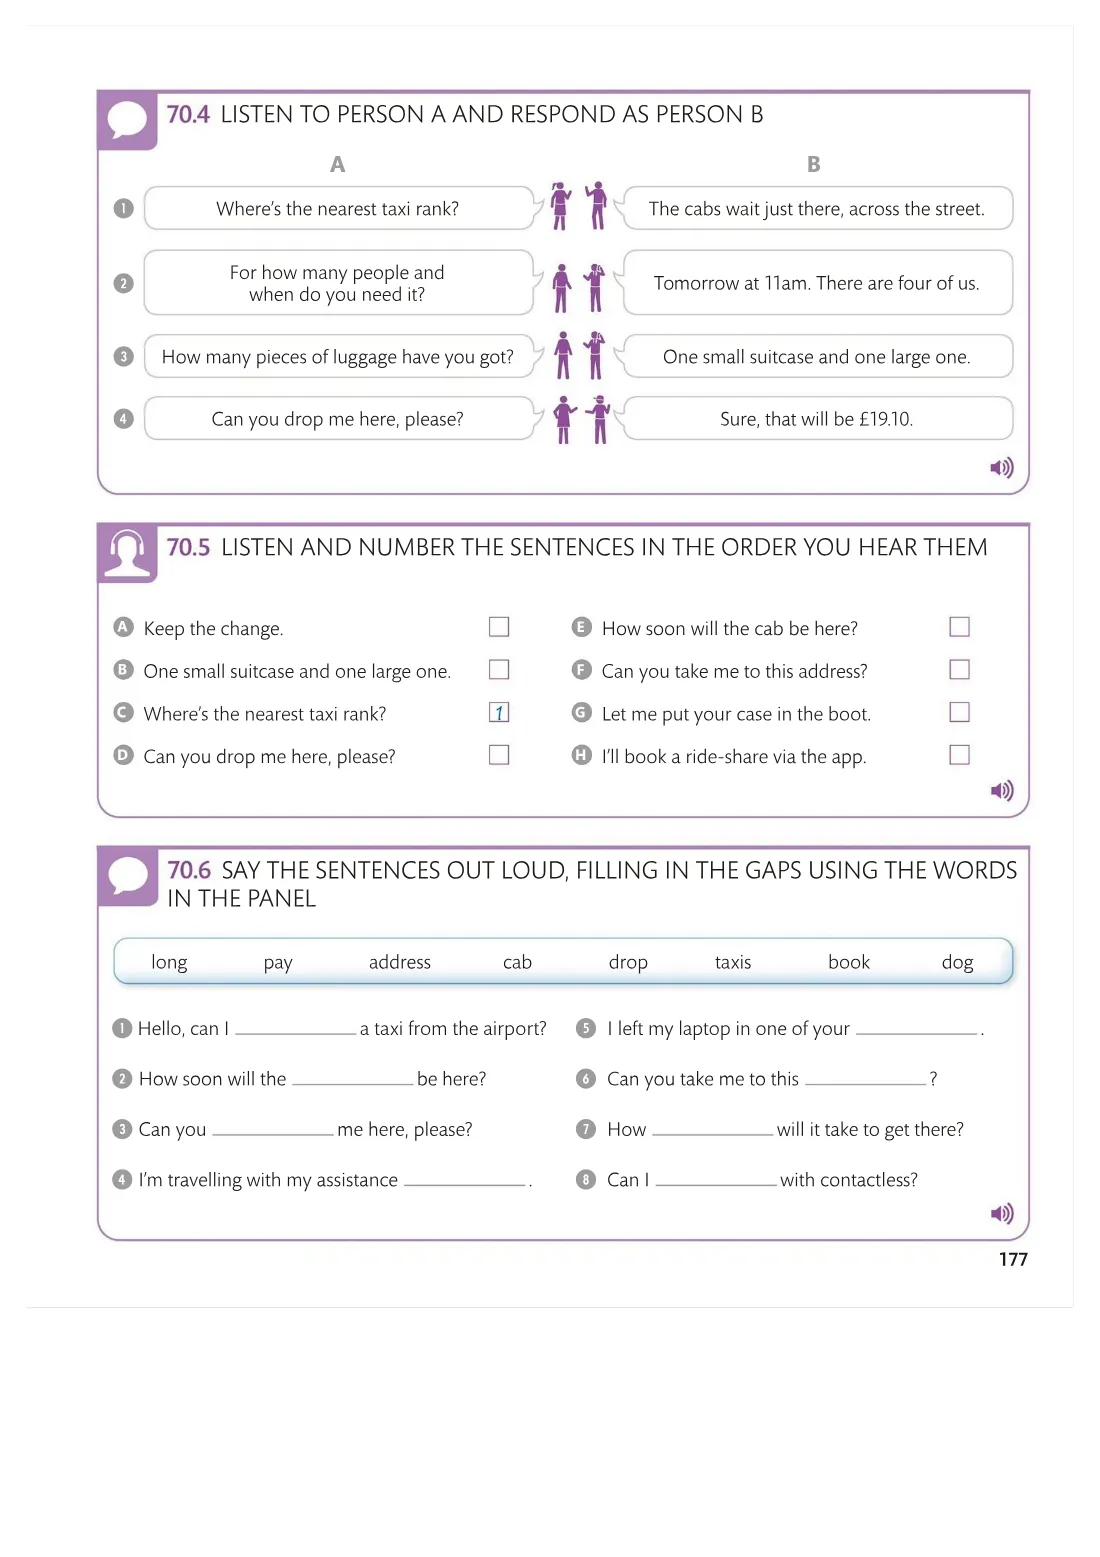 70.4 LISTEN TO PERSON A AND RESPOND AS PERSON B
A
B
1 Where's the nearest taxi rank?
The cabs wait just there, across the street.
2 For how many people and
when do you need it?
Tomorrow at 11am. There are four of us.
3 How many pieces of luggage have you got?
One small suitcase and one large one.
4 Can you drop me here, please?
Sure, that will be £19.10.
70.5 LISTEN AND NUMBER THE SENTENCES IN THE ORDER YOU HEAR THEM
A Keep the change.
B One small suitcase and one large one.
C Where's the nearest taxi rank? 1
D Can you drop me here, please?
E How soon will the cab be here?
F Can you take me to this address?
G Let me put your case in the boot.
H I'll book a ride-share via the app.
70.6 SAY THE SENTENCES OUT LOUD, FILLING IN THE GAPS USING THE WORDS
IN THE PANEL
long pay address cab drop taxis book dog
1 Hello, can I ____________ a taxi from the airport?
2 How soon will the ____________ be here?
3 Can you ____________ me here, please?
4 I'm travelling with my assistance ____________ .
5 I left my laptop in one of your ____________ .
6 Can you take me to this ____________ ?
7 How ____________ will it take to get there?
8 Can I ____________ with contactless?
177